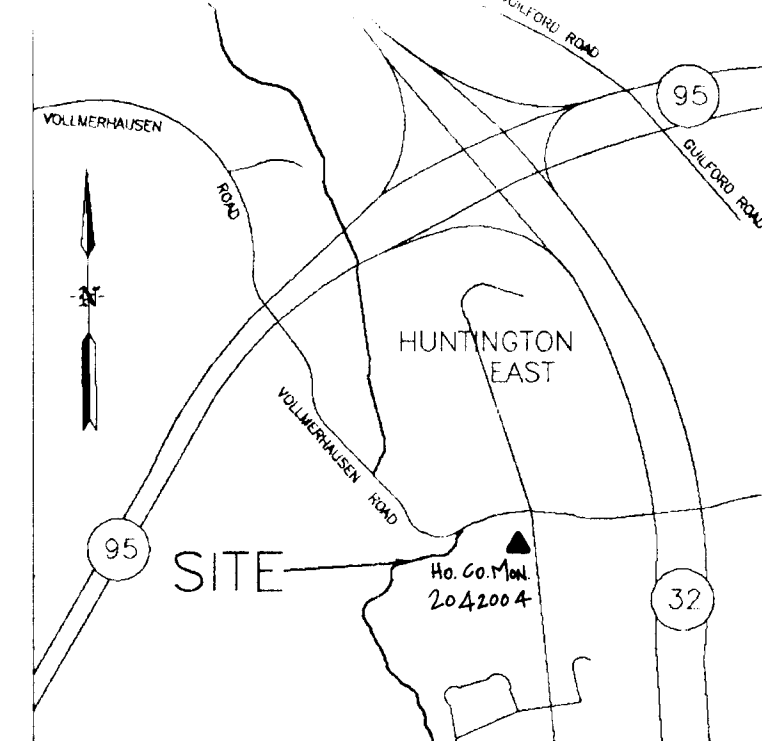 GUILFORD ROAD
95
VOLLMERHAUSEN
ROAD
GUILFORD ROAD
N
HUNTINGTON
EAST
VOLLMERHAUSEN ROAD
95
SITE
HO. CO. MON.
2042004
32